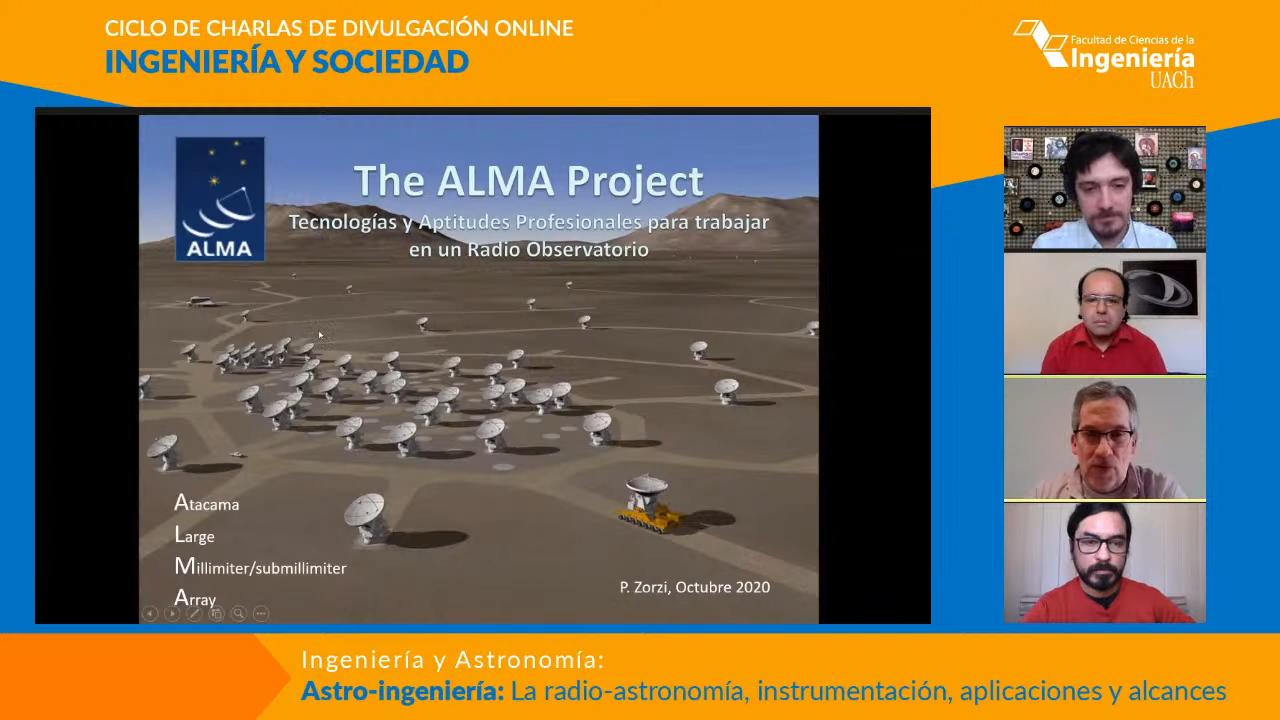 CICLO DE CHARLAS DE DIVULGACIÓN ONLINE
INGENIERÍA Y SOCIEDAD
Facultad de Ciencias de la
Ingeniería
UACh
ALMA
The ALMA Project
Tecnologías y Aptitudes Profesionales para trabajar
en un Radio Observatorio
Atacama
Large
Millimiter/submillimiter
Array
P. Zorzi, Octubre 2020
Ingeniería y Astronomía:
Astro-ingeniería: La radio-astronomía, instrumentación, aplicaciones y alcances